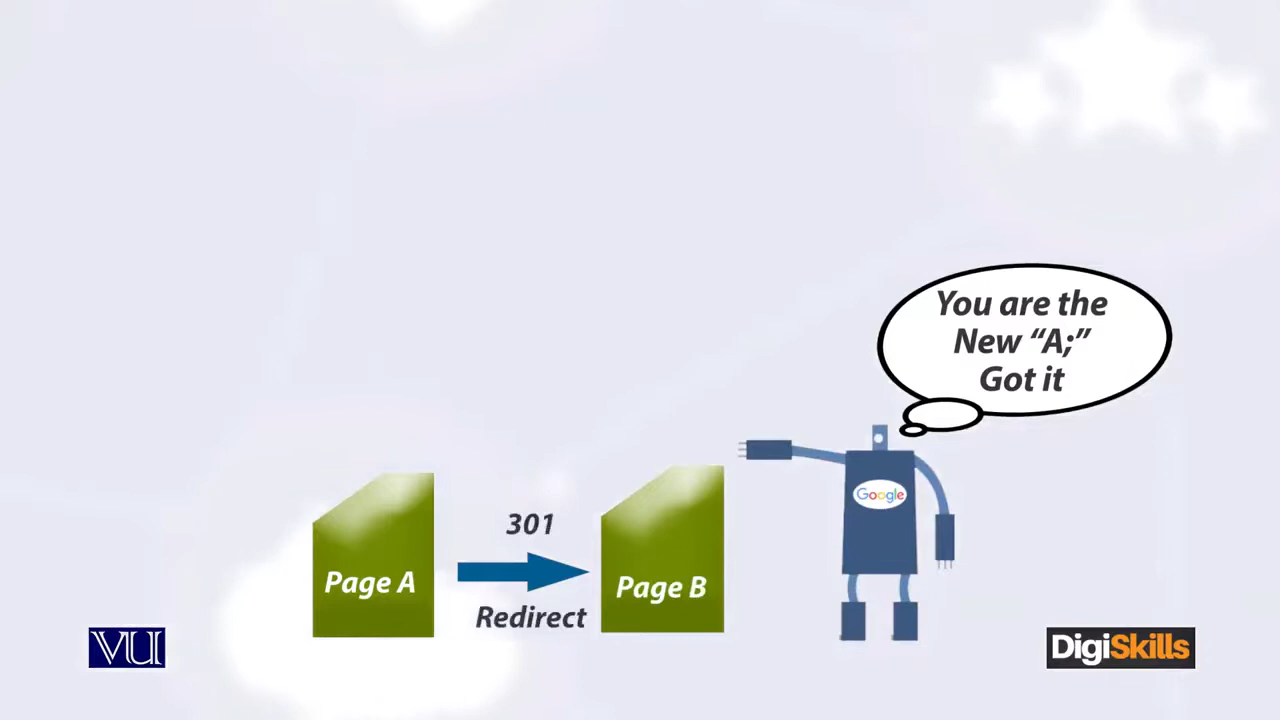 You are the
New “A;”
Got it
Google
301
Page A
Page B
Redirect
VU
DigiSkills